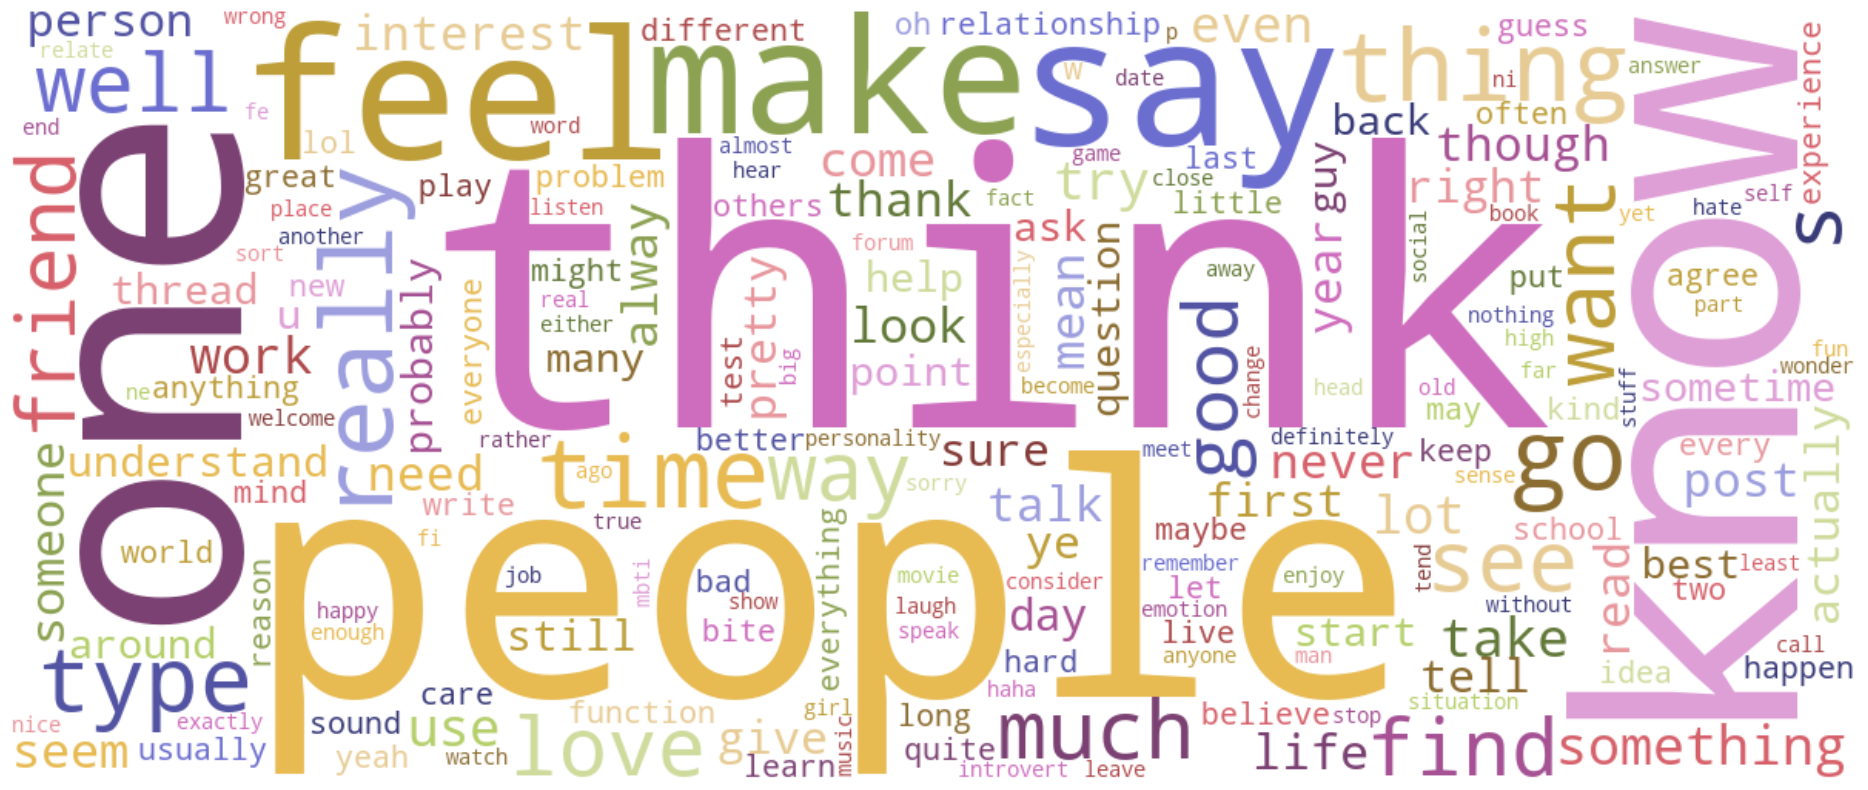 person
wrong
relate
well
feel
interest
different
make
oh
relationship
p
even
say
w
date
thing
guess
ni
answer
often
know
experience
end
fe
lol
word
one
friend
great
place
another
sort
really
play
problem
listen
almost
hear
come
others
thank
game
fact
try
close
last
little
back
guy
though
right
book
year
social
want
yet
hate
self
s
agree
part
think
thread
new
u
work
ne
anything
welcome
probably
everyone
might
real
either
many
alway
test
pretty
big
forum
help
look
point
ask
especially
mean
become
question
away
good
change
head
old
may
put
nothing
high
far
kind
stuff
fun
wonder
sometime
someone
understand
mind
need
write
rather
time
ago
better
personality
way
sorry
sure
meet
definitely
never
keep
sense
go
every
post
actually
world
reason
people
fi
true
job
mbti
bad
show
bite
everything
movie
laugh
speak
talk
ye
consider
day
hard
haha
first
maybe
remember
let
emotion
live
anyone
enjoy
start
man
lot
tend
see
school
without
take
read
best
least
two
call
happen
idea
tell
situation
around
type
happy
enough
still
nice
exactly
seem
usually
sound
care
yeah
use
watch
love
function
give
girl
learn
music
long
quite
introvert
much
leave
believe
stop
life
find
something